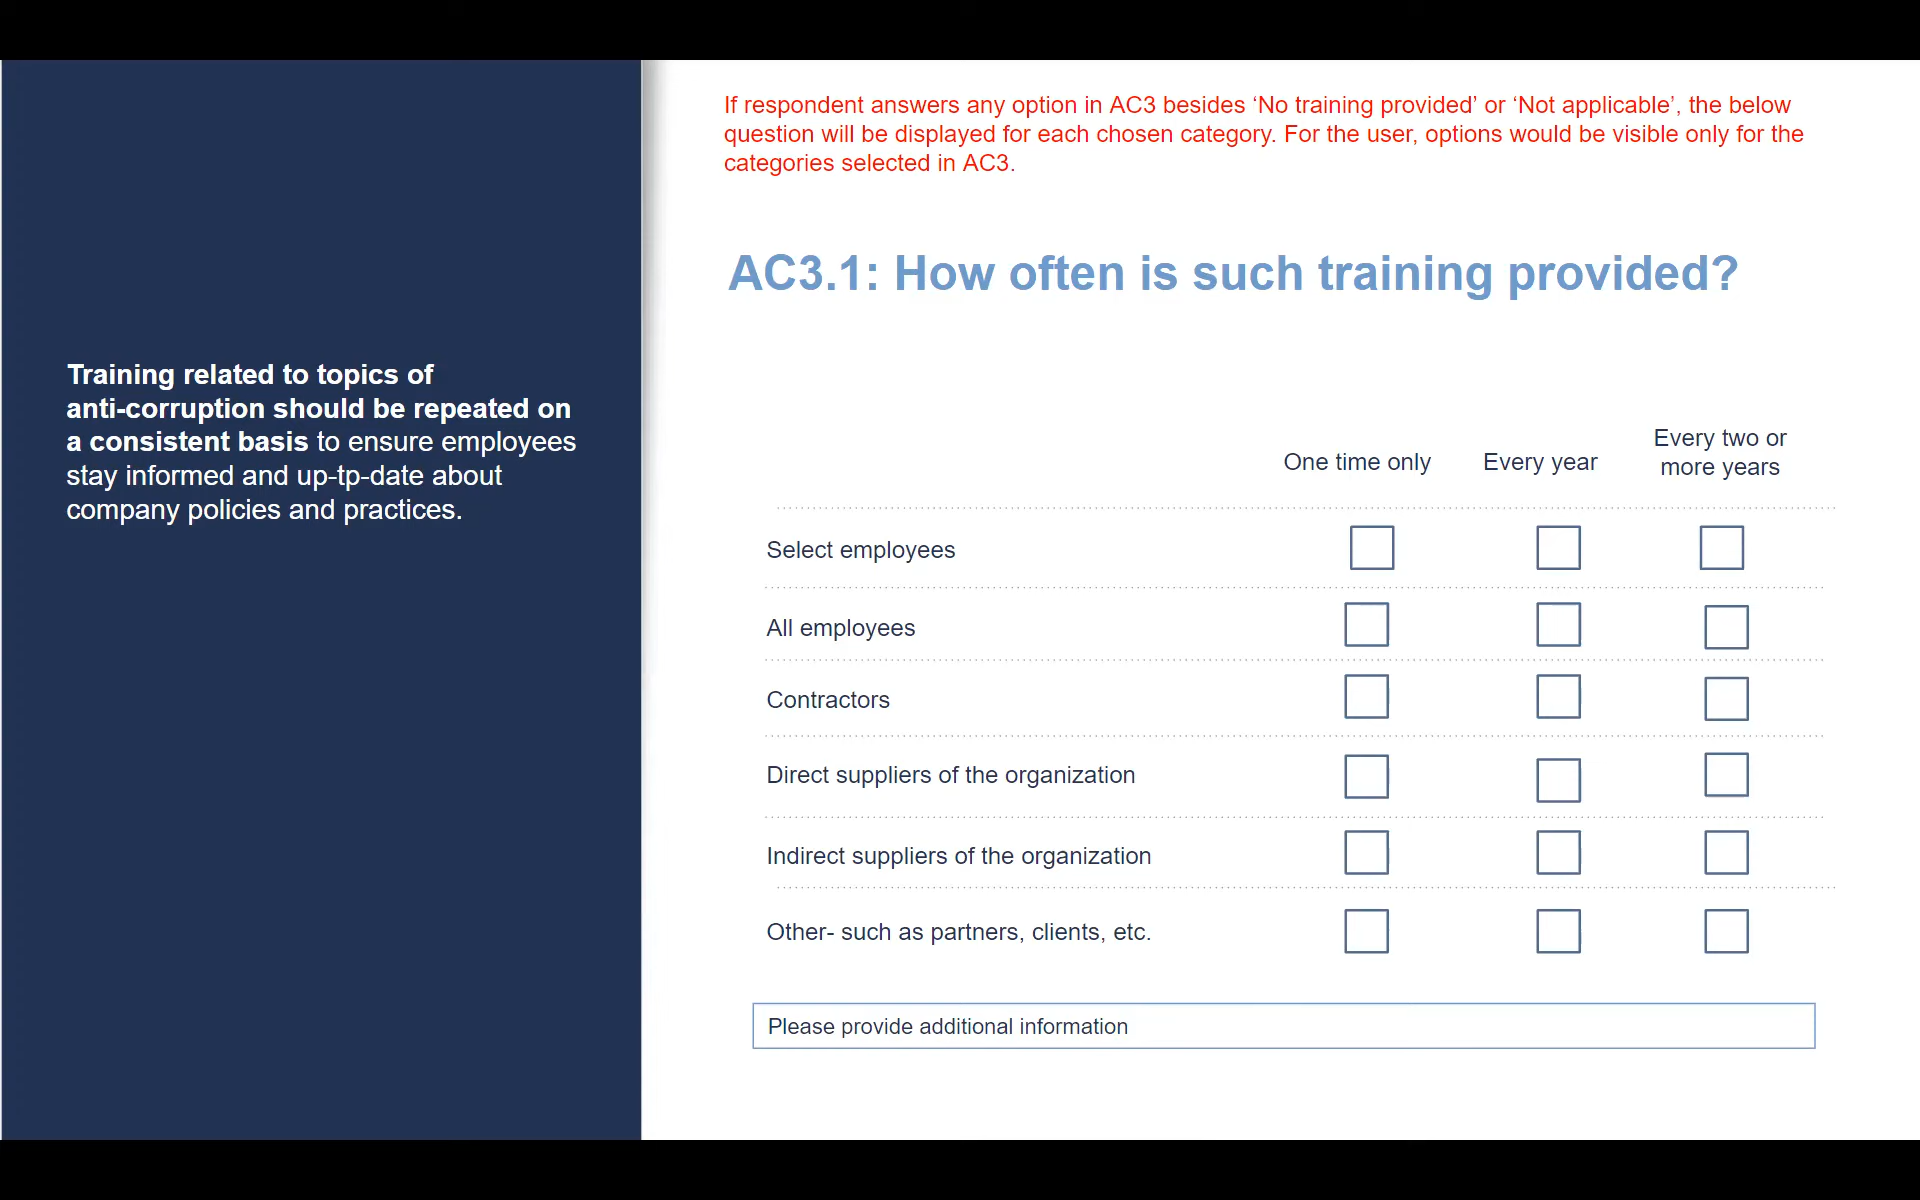 Training related to topics of
anti-corruption should be repeated on
a consistent basis to ensure employees
stay informed and up-tp-date about
company policies and practices.
If respondent answers any option in AC3 besides ‘No training provided’ or ‘Not applicable’, the below
question will be displayed for each chosen category. For the user, options would be visible only for the
categories selected in AC3.
AC3.1: How often is such training provided?
One time only Every year Every two or
more years
Select employees
All employees
Contractors
Direct suppliers of the organization
Indirect suppliers of the organization
Other- such as partners, clients, etc.
Please provide additional information